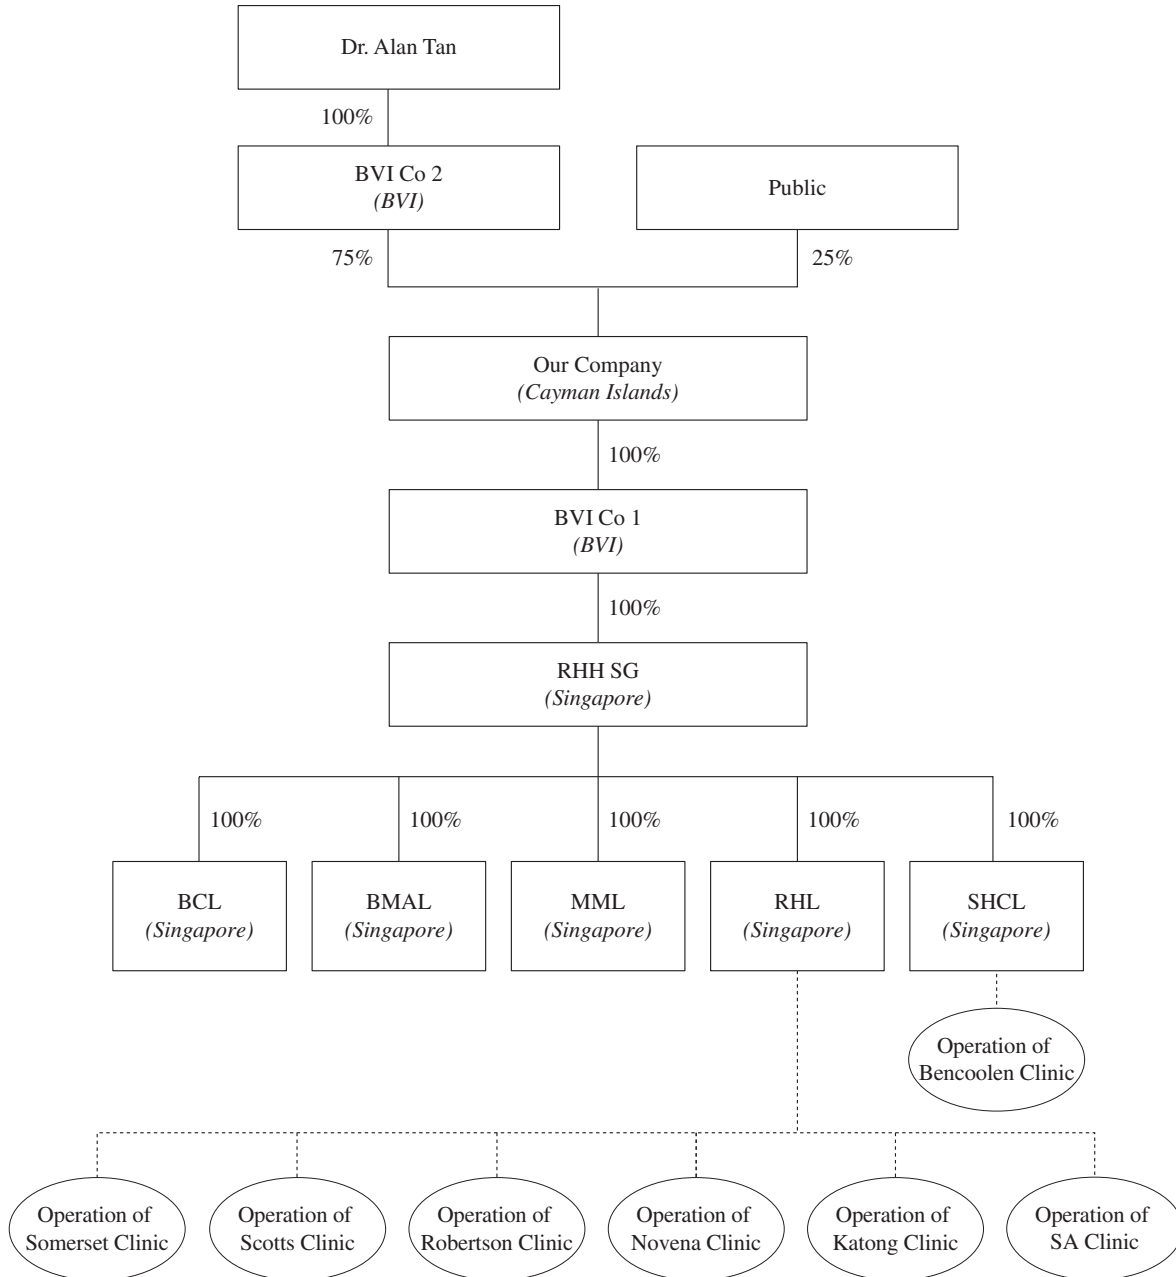 Dr. Alan Tan
100%
BVI Co 2
(BVI)
Public
75%
25%
Our Company
(Cayman Islands)
100%
BVI Co 1
(BVI)
100%
RHH SG
(Singapore)
100%
100%
100%
100%
100%
BCL
(Singapore)
BMAL
(Singapore)
MML
(Singapore)
RHL
(Singapore)
SHCL
(Singapore)
Operation of
Bencoolen Clinic
Operation of
Somerset Clinic
Operation of
Scotts Clinic
Operation of
Robertson Clinic
Operation of
Novena Clinic
Operation of
Katong Clinic
Operation of
SA Clinic